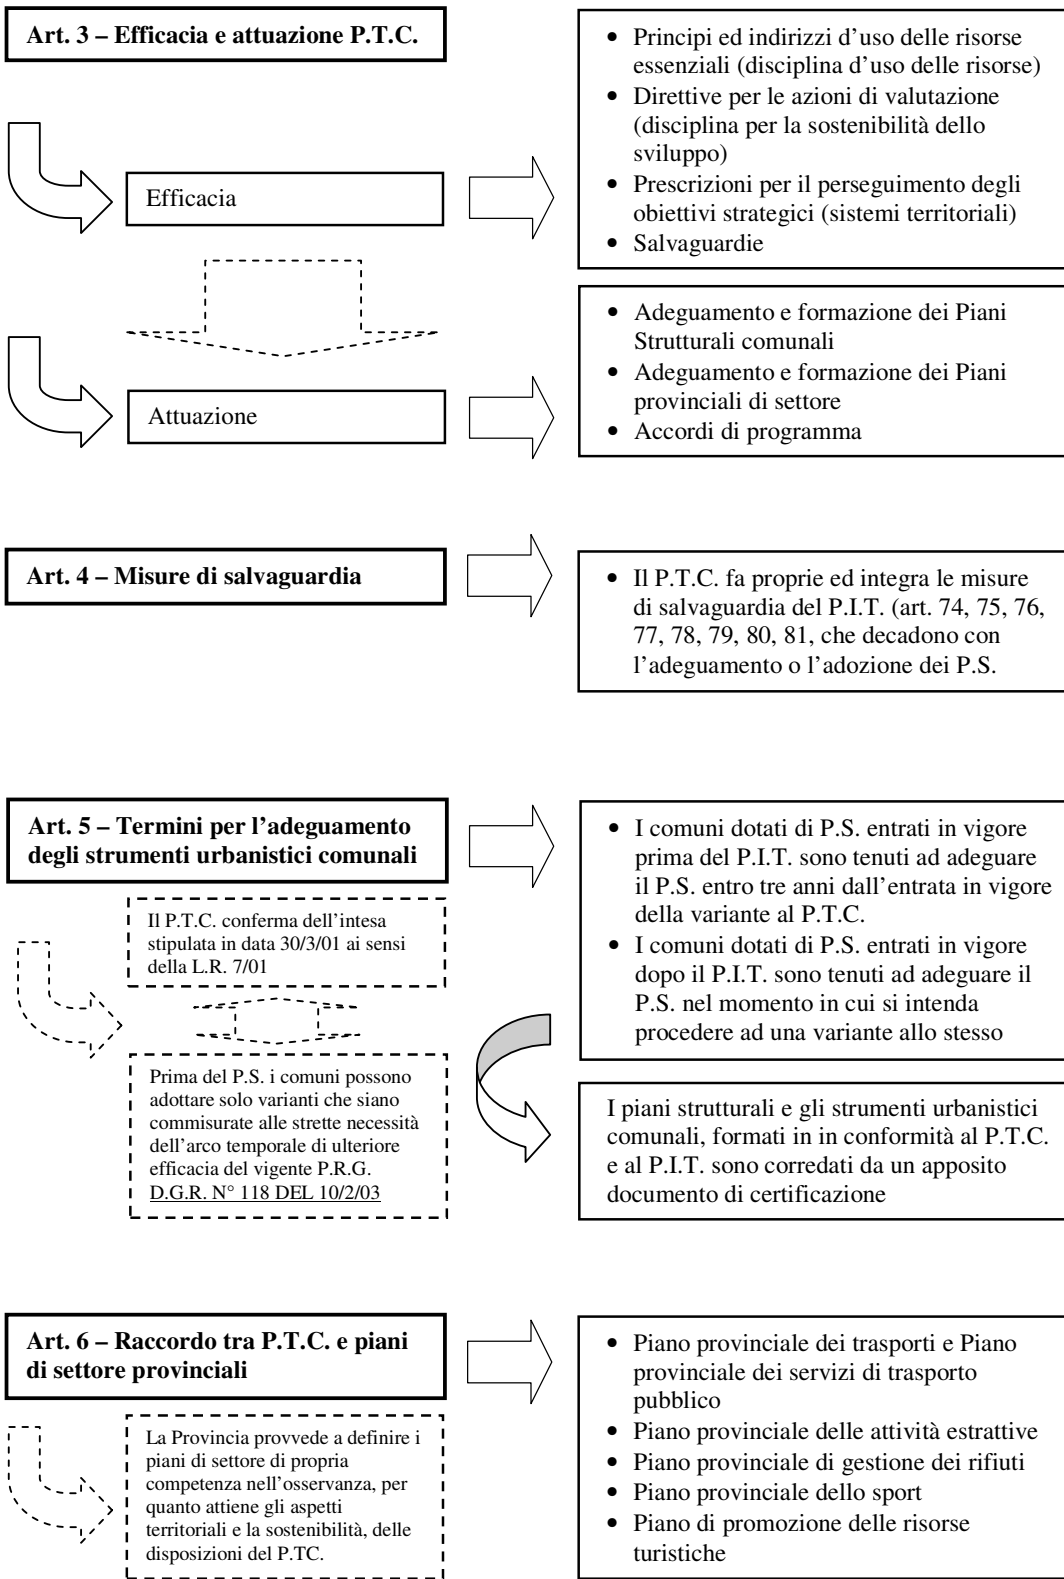 Art. 3 – Efficacia e attuazione P.T.C.
• Principi ed indirizzi d’uso delle risorse
essenziali (disciplina d’uso delle risorse)
• Direttive per le azioni di valutazione
(disciplina per la sostenibilità dello
sviluppo)
• Prescrizioni per il perseguimento degli
obiettivi strategici (sistemi territoriali)
• Salvaguardie
Efficacia
• Adeguamento e formazione dei Piani
Strutturali comunali
• Adeguamento e formazione dei Piani
provinciali di settore
• Accordi di programma
Attuazione
Art. 4 – Misure di salvaguardia
• Il P.T.C. fa proprie ed integra le misure
di salvaguardia del P.I.T. (art. 74, 75, 76,
77, 78, 79, 80, 81, che decadono con
l’adeguamento o l’adozione dei P.S.
Art. 5 – Termini per l’adeguamento
degli strumenti urbanistici comunali
• I comuni dotati di P.S. entrati in vigore
prima del P.I.T. sono tenuti ad adeguare
il P.S. entro tre anni dall’entrata in vigore
della variante al P.T.C.
• I comuni dotati di P.S. entrati in vigore
dopo il P.I.T. sono tenuti ad adeguare il
P.S. nel momento in cui si intenda
procedere ad una variante allo stesso
Il P.T.C. conferma dell’intesa
stipulata in data 30/3/01 ai sensi
della L.R. 7/01
Prima del P.S. i comuni possono
adottare solo varianti che siano
commisurate alle strette necessità
dell’arco temporale di ulteriore
efficacia del vigente P.R.G.
D.G.R. N° 118 DEL 10/2/03
I piani strutturali e gli strumenti urbanistici
comunali, formati in in conformità al P.T.C.
e al P.I.T. sono corredati da un apposito
documento di certificazione
Art. 6 – Raccordo tra P.T.C. e piani
di settore provinciali
• Piano provinciale dei trasporti e Piano
provinciale dei servizi di trasporto
pubblico
• Piano provinciale delle attività estrattive
• Piano provinciale di gestione dei rifiuti
• Piano provinciale dello sport
• Piano di promozione delle risorse
turistiche
La Provincia provvede a definire i
piani di settore di propria
competenza nell’osservanza, per
quanto attiene gli aspetti
territoriali e la sostenibilità, delle
disposizioni del P.TC.